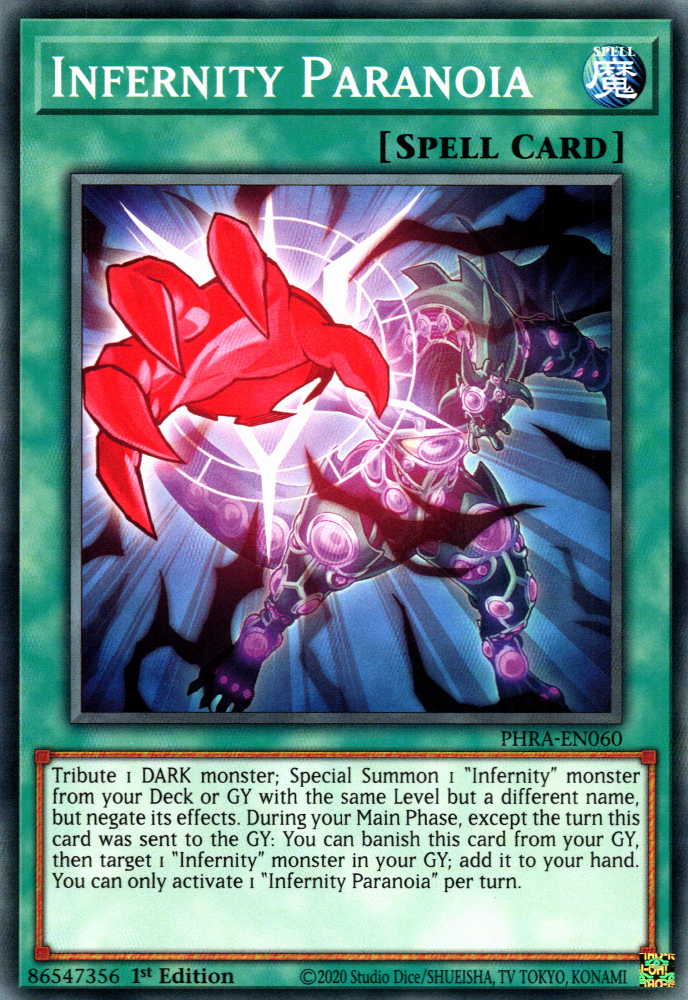 Infernity Paranoia
SPELL
魔
[Spell Card]
PHRA-EN060
Tribute 1 DARK monster; Special Summon 1 "Infernity" monster
from your Deck or GY with the same Level but a different name,
but negate its effects. During your Main Phase, except the turn this
card was sent to the GY: You can banish this card from your GY,
then target 1 "Infernity" monster in your GY; add it to your hand.
You can only activate 1 "Infernity Paranoia" per turn.
86547356 1st Edition ©2020 Studio Dice/SHUEISHA, TV TOKYO, KONAMI